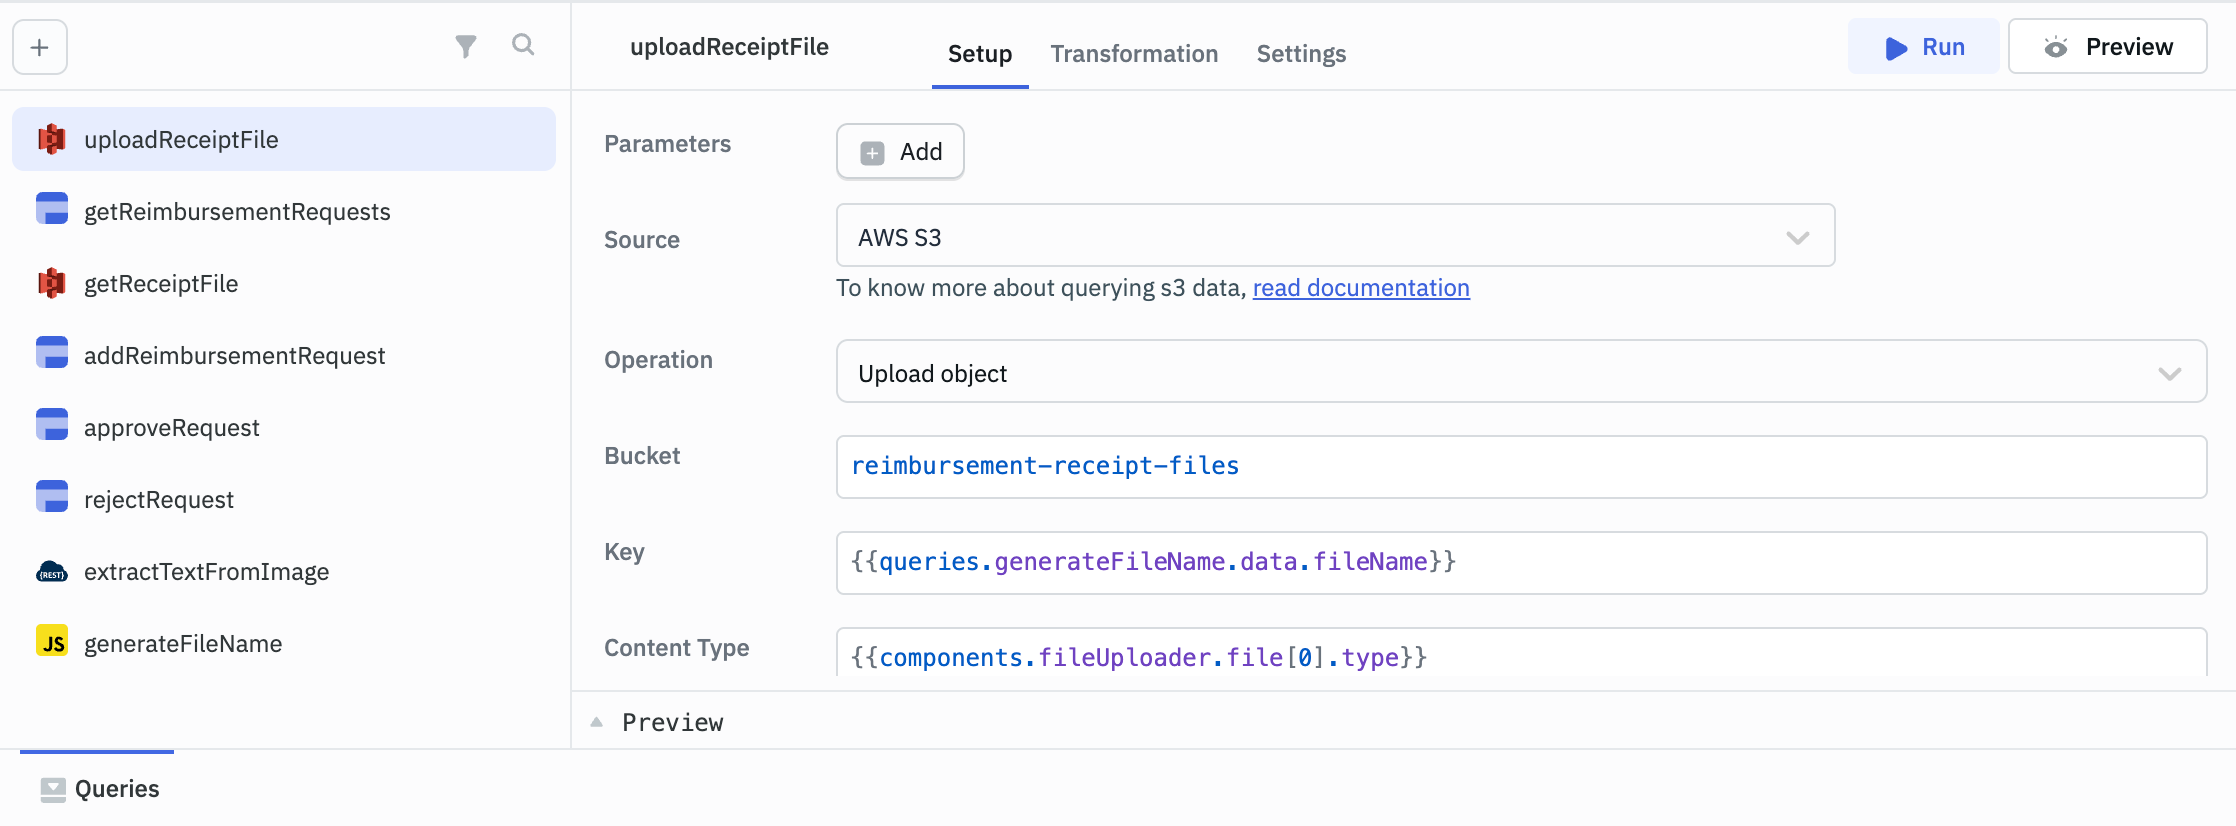 uploadReceiptFile
Setup
Transformation
Settings
Run
Preview
uploadReceiptFile
getReimbursementRequests
getReceiptFile
addReimbursementRequest
approveRequest
rejectRequest
{REST}
extractTextFromImage
JS
generateFileName
Parameters
Add
Source
AWS S3
To know more about querying s3 data, read documentation
Operation
Upload object
Bucket
reimbursement-receipt-files
Key
{{queries.generateFileName.data.fileName}}
Content Type
{{components.fileUploader.file[0].type}}
Preview
Queries